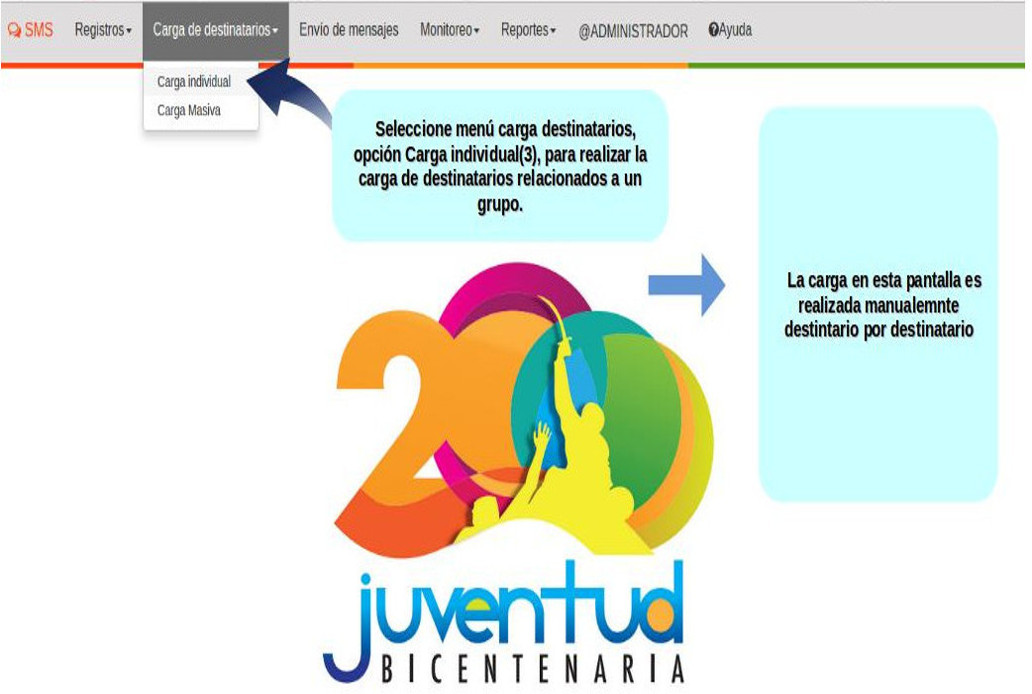 SMS Registros Carga de destinatarios Envío de mensajes Monitoreo Reportes @ADMINISTRADOR Ayuda
Carga individual
Carga Masiva
Seleccione menú carga destinatarios,
opción Carga individual(3), para realizar la
carga de destinatarios relacionados a un
grupo.
La carga en esta pantalla es
realizada manualemnte
destintario por destinatario
200
juventud
BICENTENARIA